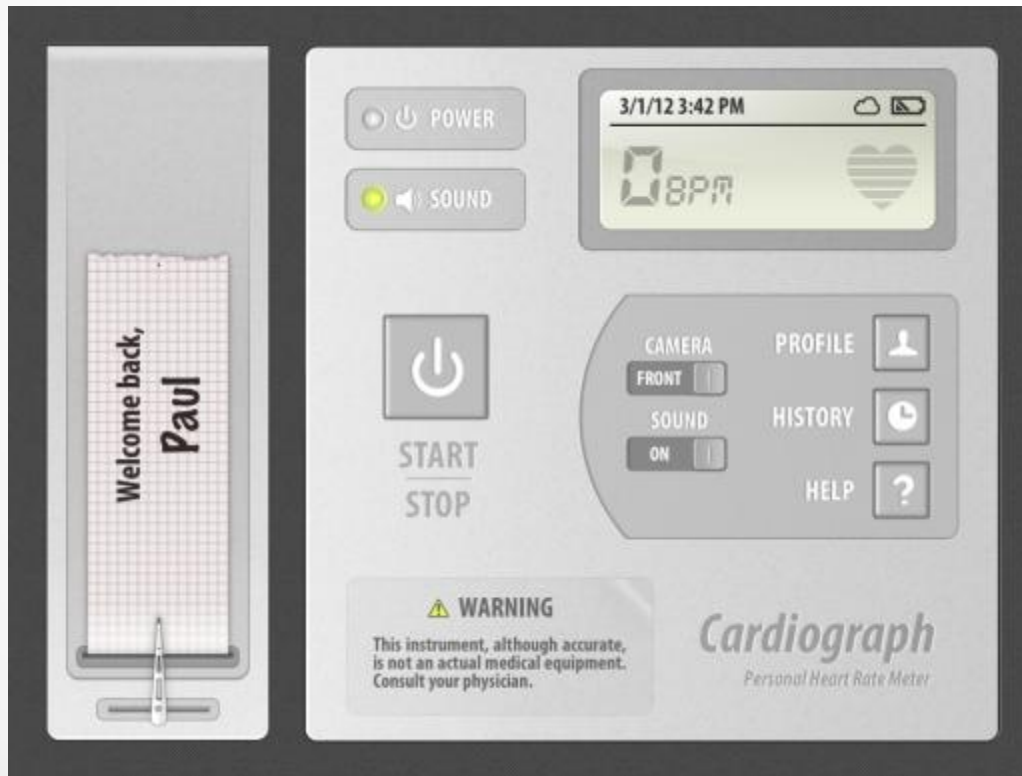 Welcome back,
Paul
POWER
SOUND
3/1/12 3:42 PM
0 BPM
START
STOP
CAMERA
FRONT
SOUND
ON
PROFILE
HISTORY
HELP
?
WARNING
This instrument, although accurate,
is not an actual medical equipment.
Consult your physician.
Cardiograph
Personal Heart Rate Meter